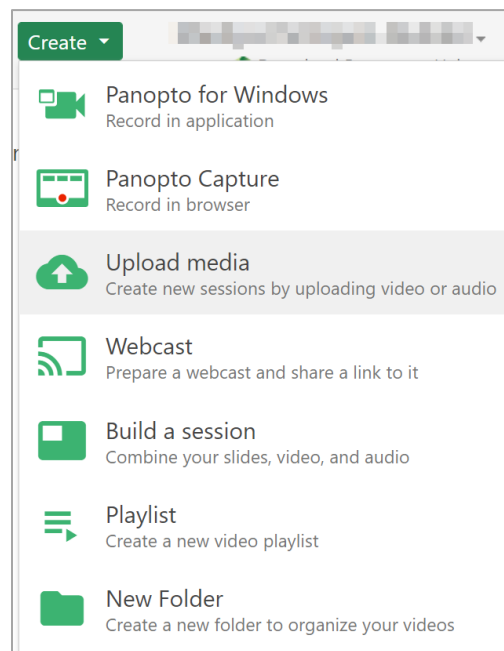 Create
Panopto for Windows
Record in application
Panopto Capture
Record in browser
Upload media
Create new sessions by uploading video or audio
Webcast
Prepare a webcast and share a link to it
Build a session
Combine your slides, video, and audio
Playlist
Create a new video playlist
New Folder
Create a new folder to organize your videos